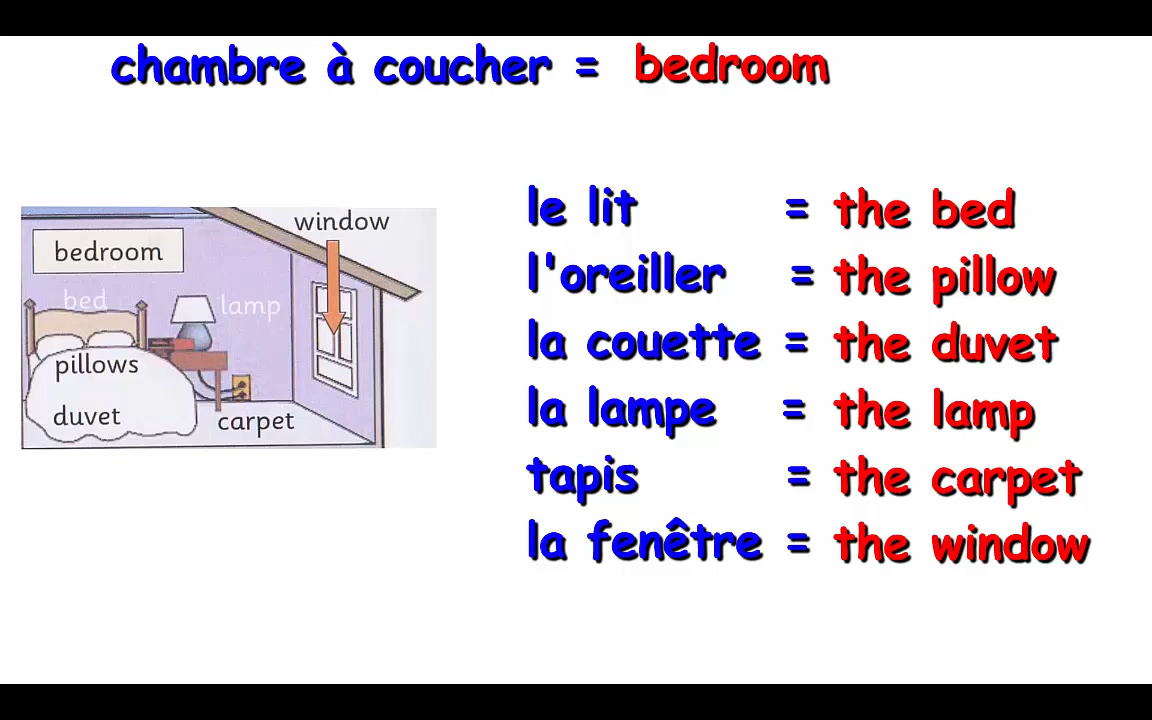 chambre à coucher = bedroom
window
bedroom
bed
lamp
pillows
duvet
carpet
le lit = the bed
l'oreiller = the pillow
la couette = the duvet
la lampe = the lamp
tapis = the carpet
la fenêtre = the window